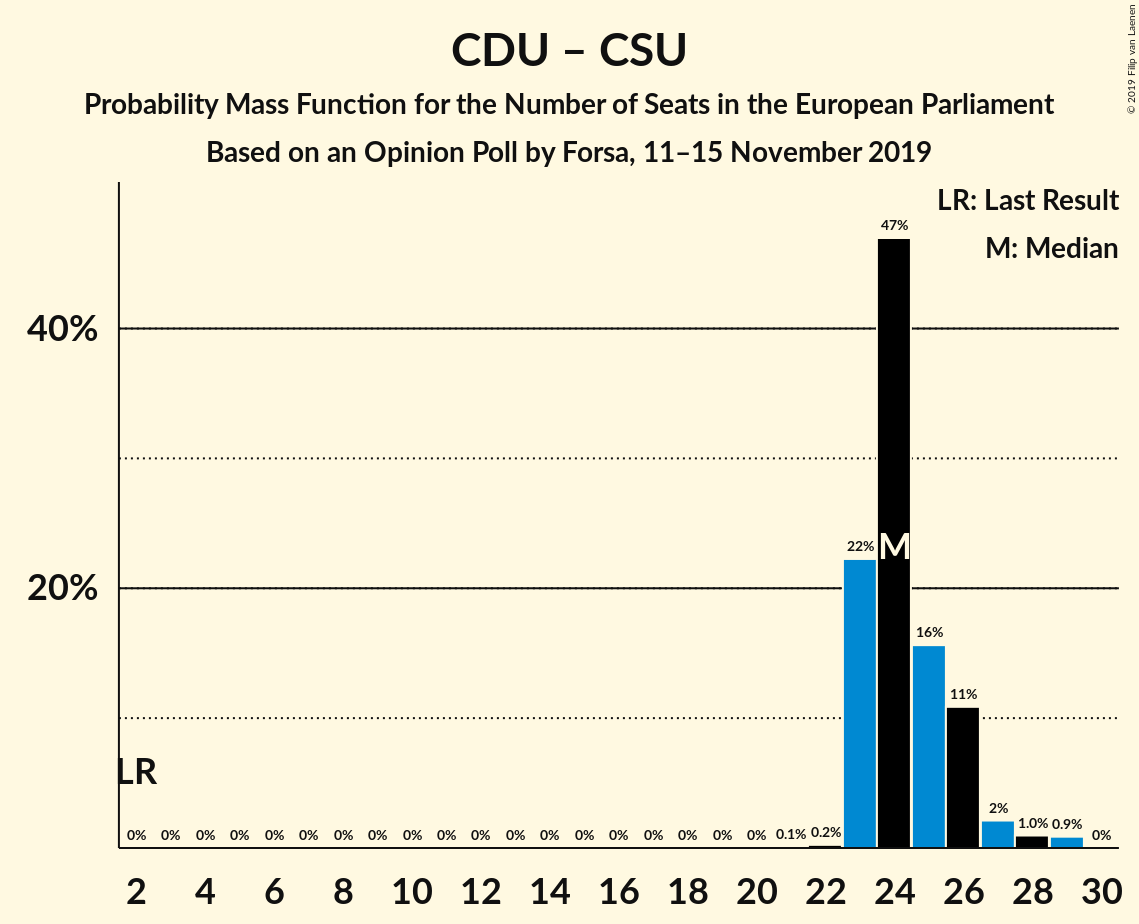 CDU – CSU
Probability Mass Function for the Number of Seats in the European Parliament
Based on an Opinion Poll by Forsa, 11–15 November 2019
© 2019 Filip van Laenen
LR: Last Result
M: Median
40%
20%
LR
M
0% 0% 0% 0% 0% 0% 0% 0% 0% 0% 0% 0% 0% 0% 0% 0% 0% 0% 0% 0.1% 0.2% 22% 47% 16% 11% 2% 1.0% 0.9% 0%
2 4 6 8 10 12 14 16 18 20 22 24 26 28 30